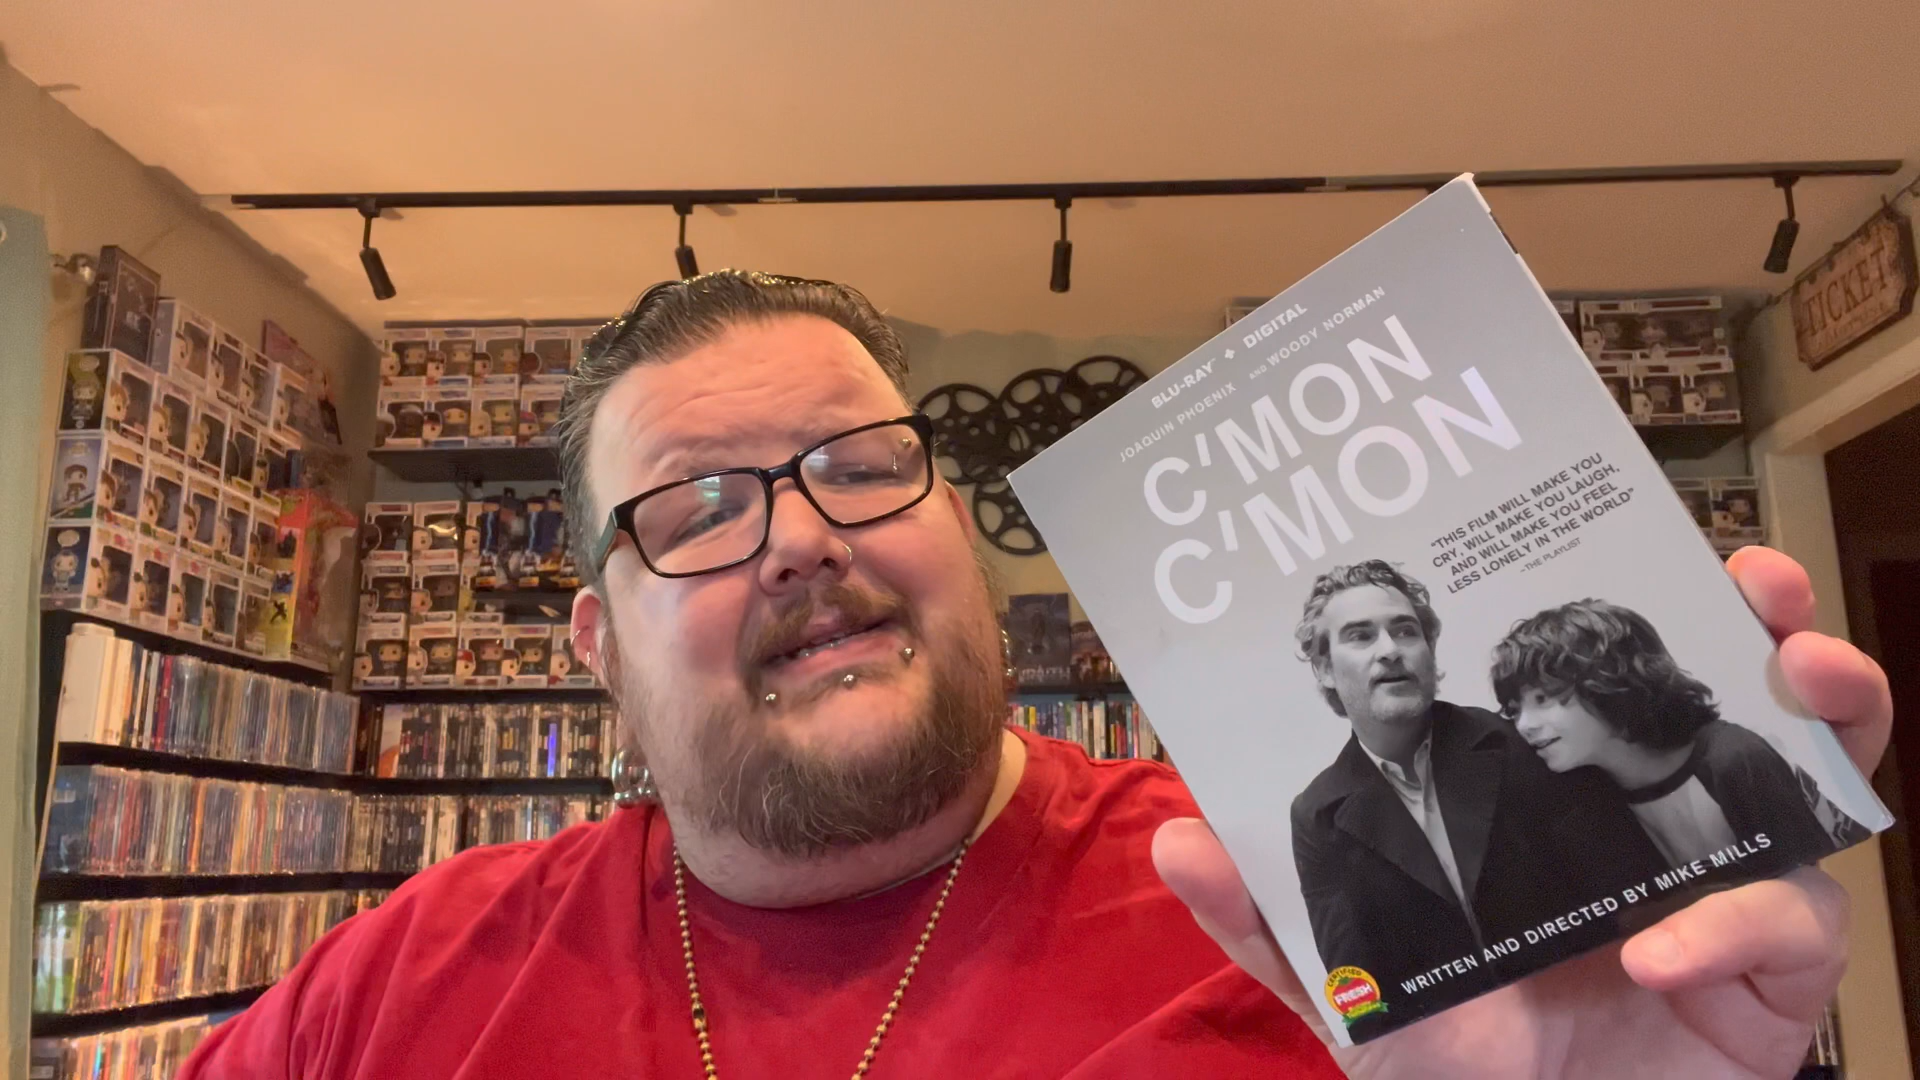 BLU-RAY + DIGITAL
JOAQUIN PHOENIX AND WOODY NORMAN
C'MON
C'MON
"THIS FILM WILL MAKE YOU
CRY, WILL MAKE YOU LAUGH,
AND WILL MAKE YOU FEEL
LESS LONELY IN THE WORLD"
–THE PLAYLIST
CERTIFIED
FRESH
WRITTEN AND DIRECTED BY MIKE MILLS
TICKET